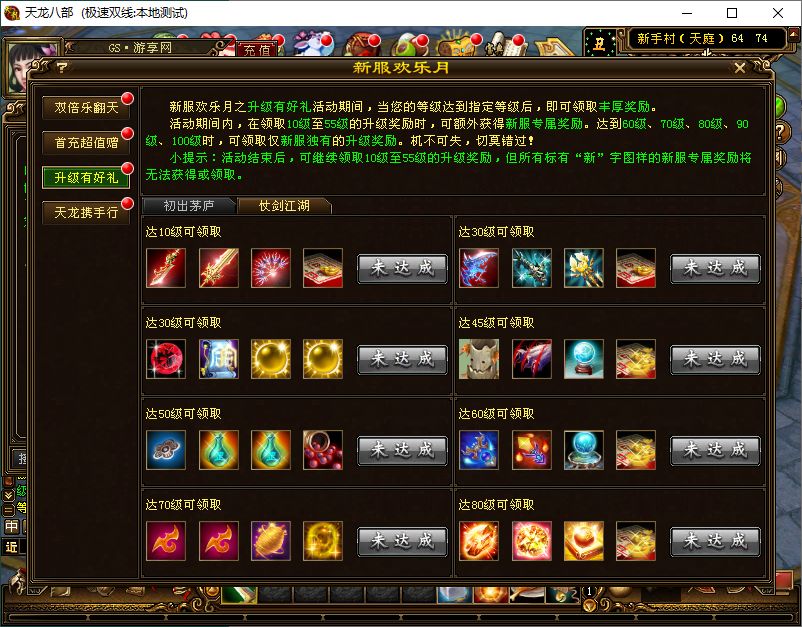 天龙八部 (极速双线:本地测试)
GS·游享网
充值
丑
新手村(天庭) 64 74
?
新服欢乐月
双倍乐翻天
首充超值赠
升级有好礼
天龙携手行
新服欢乐月之升级有好礼活动期间,当您的等级达到指定等级后,即可领取丰厚奖励。
活动期间内,在领取10级至55级的升级奖励时,可额外获得新服专属奖励。达到60级、70级、80级、90
级、100级时,可领取仅新服独有的升级奖励。机不可失,切莫错过!
小提示:活动结束后,可继续领取10级至55级的升级奖励,但所有标有“新”字图样的新服专属奖励将
无法获得或领取。
初出茅庐
仗剑江湖
达10级可领取
未达成
达30级可领取
未达成
达30级可领取
未达成
达45级可领取
未达成
达50级可领取
未达成
达60级可领取
未达成
达70级可领取
未达成
达80级可领取
未达成
近
1